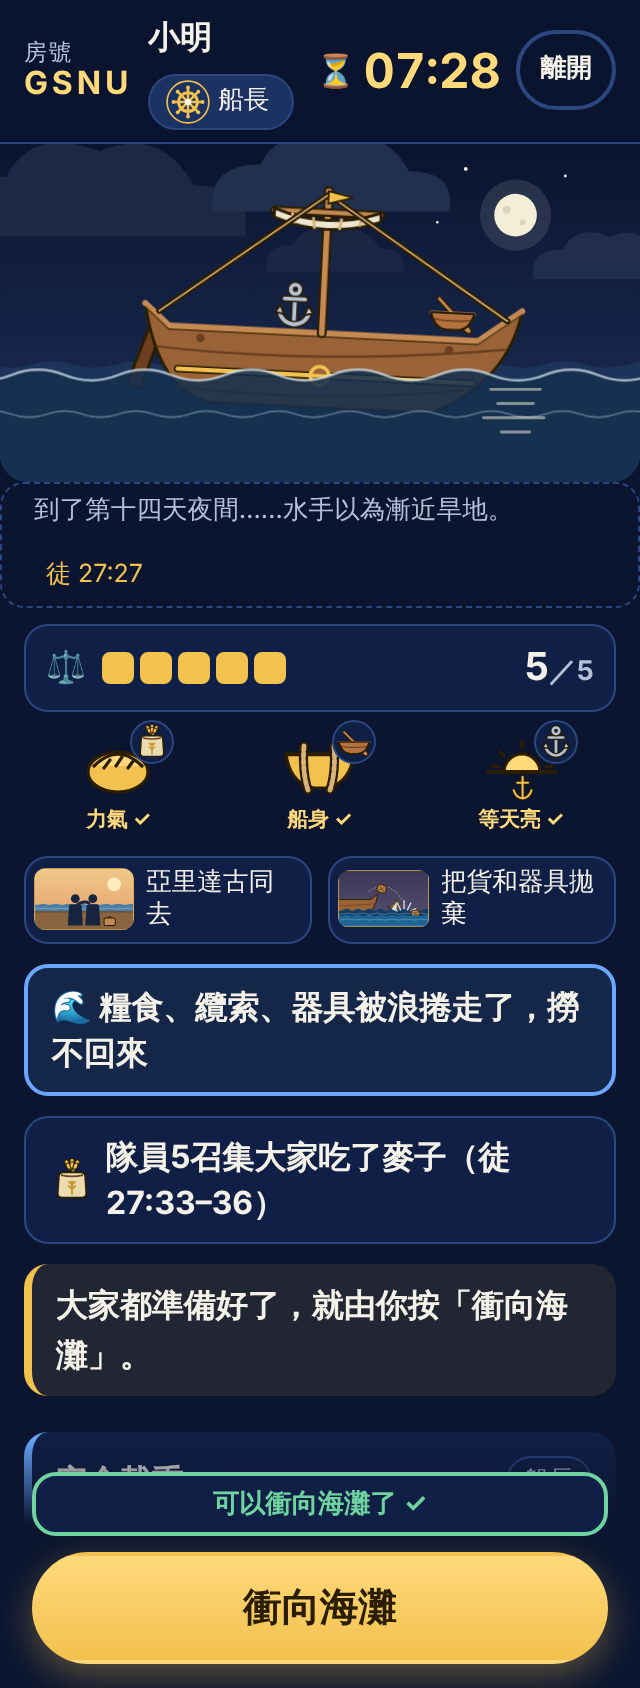 房號
GSNU
小明
船長
07:28
離開
到了第十四天夜間……水手以為漸近旱地。
徒 27:27
5／5
力氣 ✓
船身 ✓
等天亮 ✓
亞里達古同
去
把貨和器具拋
棄
糧食、纜索、器具被浪捲走了，撈
不回來
隊員5召集大家吃了麥子（徒
27:33–36）
大家都準備好了，就由你按「衝向海
灘」。
可以衝向海灘了 ✓
衝向海灘